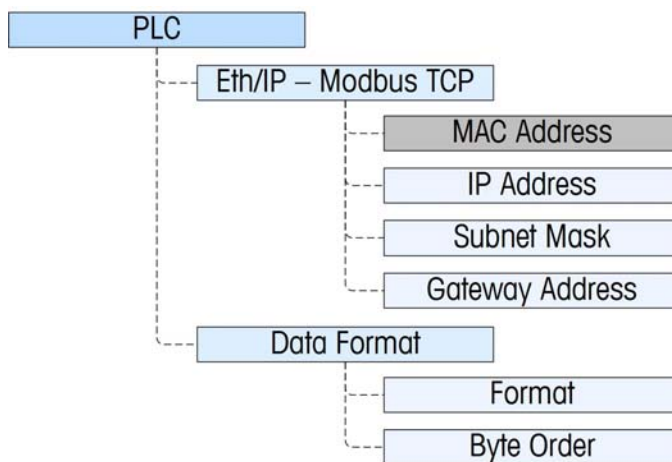 PLC
Eth/IP – Modbus TCP
MAC Address
IP Address
Subnet Mask
Gateway Address
Data Format
Format
Byte Order